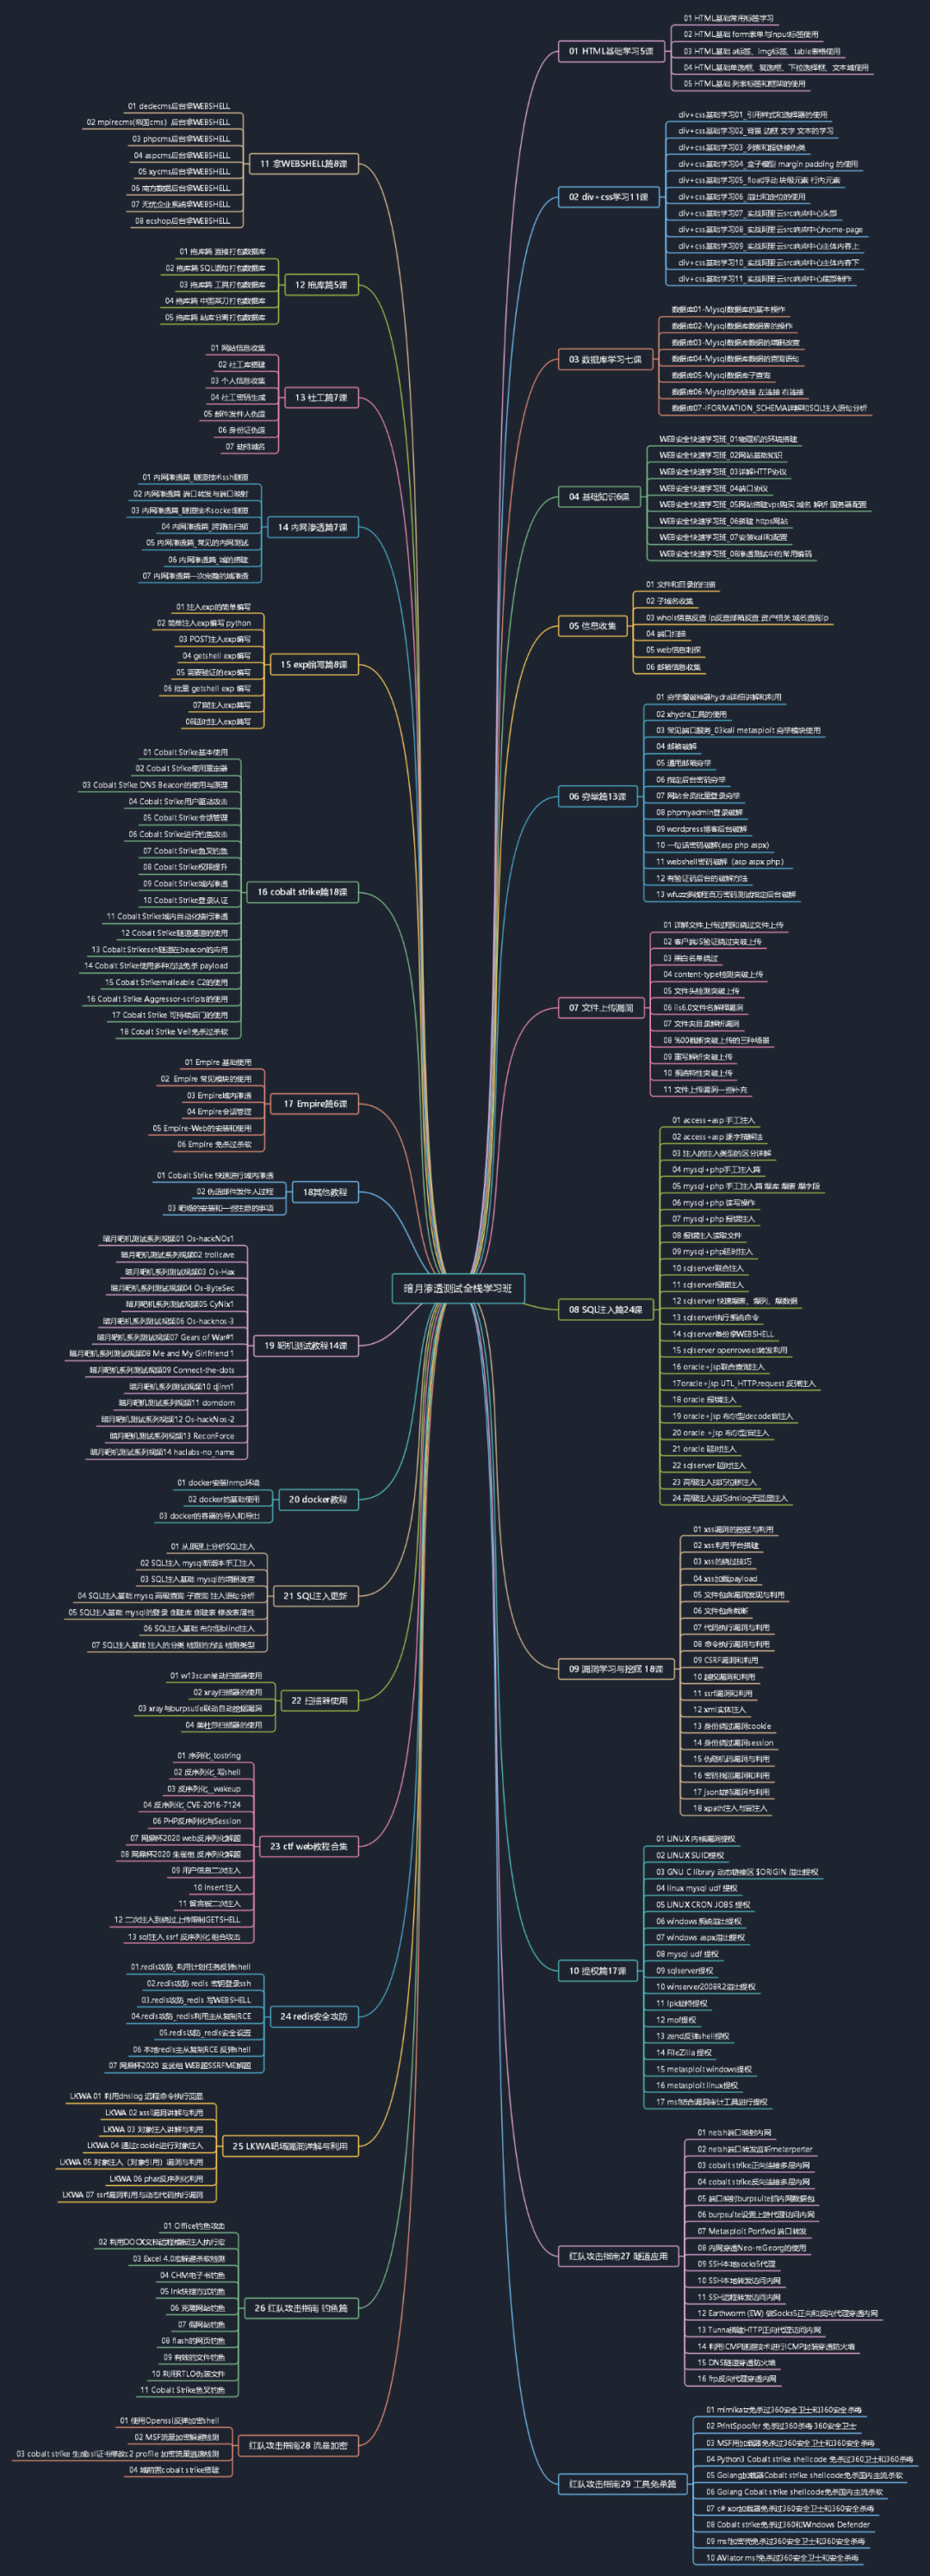 暗月渗透测试全栈学习班
01 HTML基础学习5课
01 HTML基础常用标签学习
02 HTML基础 form表单与input标签使用
03 HTML基础 a标签、img标签、table表格使用
04 HTML基础单选框、复选框、下拉选择框、文本域使用
05 HTML基础 列表标签和框架的使用
02 div+css学习11课
div+css基础学习01_引用样式和选择器的使用
div+css基础学习02_背景 边框 文字 文本的学习
div+css基础学习03_列表和超链接伪类
div+css基础学习04_盒子模型 margin padding 的使用
div+css基础学习05_float浮动 块级元素 行内元素
div+css基础学习06_溢出和定位的使用
div+css基础学习07_实战阿里云src响应中心头部
div+css基础学习08_实战阿里云src响应中心home-page
div+css基础学习09_实战阿里云src响应中心主体内容上
div+css基础学习10_实战阿里云src响应中心主体内容下
div+css基础学习11_实战阿里云src响应中心底部制作
03 数据库学习七课
数据库01-Mysql数据库的基本操作
数据库02-Mysql数据库数据表的操作
数据库03-Mysql数据库数据的增删改查
数据库04-Mysql数据库数据的查询语句
数据库05-Mysql数据库子查询
数据库06-Mysql的内链接 左连接 右连接
数据库07-IFORMATION_SCHEMA详解和SQL注入语句分析
04 基础知识6课
WEB安全快速学习班_01物理机的环境搭建
WEB安全快速学习班_02网站基础知识
WEB安全快速学习班_03详解HTTP协议
WEB安全快速学习班_04端口协议
WEB安全快速学习班_05网站搭建vps购买 域名 解析 服务器配置
WEB安全快速学习班_06搭建 https网站
WEB安全快速学习班_07安装kali和配置
WEB安全快速学习班_08渗透测试中的常用编码
05 信息收集
01 文件和目录的扫描
02 子域名收集
03 whois信息反查 ip反查邮箱反查 资产相关 域名查询ip
04 端口扫描
05 web信息刺探
06 邮箱信息收集
06 穷举篇13课
01 穷举爆破神器hydra详细讲解和利用
02 xhydra工具的使用
03 常见端口服务_03kali metasploit 穷举模块使用
04 邮箱破解
05 通用邮箱穷举
06 指定后台密码穷举
07 网站会员批量登录穷举
08 phpmyadmin登录破解
09 wordpress博客后台破解
10 一句话密码破解(asp php aspx)
11 webshell密码破解（asp aspx php）
12 有验证码后台的破解方法
13 wfuzz多线程百万密码测试指定后台破解
07 文件上传漏洞
01 详解文件上传过程和绕过文件上传
02 客户端JS验证绕过突破上传
03 黑白名单绕过
04 content-type检测突破上传
05 文件头检测突破上传
06 iis6.0文件名解释漏洞
07 文件夹目录解析漏洞
08 %00截断突破上传的三种场景
09 重写解析突破上传
10 系统特性突破上传
11 文件上传漏洞一些补充
08 SQL注入篇24课
01 access+asp 手工注入
02 access+asp 逐字猜解法
03 注入的注入类型的区分详解
04 mysql+php手工注入篇
05 mysql+php 手工注入篇 爆库 爆表 爆字段
06 mysql+php 读写操作
07 mysql+php 报错注入
08 报错注入读取文件
09 mysql+php延时注入
10 sqlserver联合注入
11 sqlserver报错注入
12 sqlserver 快速爆表、爆列、爆数据
13 sqlserver执行系统命令
14 sqlserver备份拿WEBSHELL
15 sqlserver openrowset转发利用
16 oracle+jsp联合查询注入
17oracle+jsp UTL_HTTP.request 反弹注入
18 oracle 报错注入
19 oracle+jsp 布尔型decode盲注入
20 oracle +jsp 布尔型盲注入
21 oracle 延时注入
22 sqlserver 延时注入
23 高级注入技巧位移注入
24 高级注入技巧dnslog无回显注入
09 漏洞学习与挖掘 18课
01 xss漏洞的挖掘与利用
02 xss利用平台搭建
03 xss的绕过技巧
04 xss加载payload
05 文件包含漏洞发现与利用
06 文件包含截断
07 代码执行漏洞与利用
08 命令执行漏洞与利用
09 CSRF漏洞和利用
10 越权漏洞和利用
11 ssrf漏洞和利用
12 xml实体注入
13 身份绕过漏洞cookie
14 身份绕过漏洞session
15 伪随机码漏洞与利用
16 密码找回漏洞和利用
17 json劫持漏洞与利用
18 xpath注入与盲注入
10 提权篇17课
01 LINUX 内核漏洞提权
02 LINUX SUID提权
03 GNU C library 动态链接区 $ORIGIN 溢出提权
04 linux mysql udf 提权
05 LINUX CRON JOBS 提权
06 windows系统溢出提权
07 windows aspx溢出提权
08 mysql udf 提权
09 sqlserver提权
10 winserver2008R2溢出提权
11 lpk劫持提权
12 mof提权
13 zend反弹shell提权
14 FileZilla 提权
15 metasploit windows提权
16 metasploit linux提权
17 msf结合漏洞审计工具进行提权
红队攻击指南27 隧道应用
01 netsh端口映射内网
02 netsh端口转发监听meterperter
03 cobalt strike正向连接多层内网
04 cobalt strike反向连接多层内网
05 端口映射burpsuite抓内网数据包
06 burpsuite设置上游代理访问内网
07 Metasploit Portfwd 端口转发
08 内网穿透Neo-reGeorg的使用
09 SSH本地socks5代理
10 SSH本地转发访问内网
11 SSH远程转发访问内网
12 Earthworm (EW) 做Socks5正向和反向代理穿透内网
13 Tunna搭建HTTP正向代理访问内网
14 利用ICMP隧道技术进行ICMP封装穿透防火墙
15 DNS隧道穿透防火墙
16 frp反向代理穿透内网
红队攻击指南29 工具免杀篇
01 mimikatz免杀过360安全卫士和360安全杀毒
02 PrintSpoofer 免杀过360杀毒 360安全卫士
03 MSF用加载器免杀过360安全卫士和360安全杀毒
04 Python3 Cobalt strike shellcode 免杀过360卫士和360杀毒
05 Golang加载器Cobalt strike shellcode免杀国内主流杀软
06 Golang Cobalt strike shellcode免杀国内主流杀软
07 c# xor加载器免杀过360安全卫士和360安全杀毒
08 Cobalt strike免杀过360和Windows Defender
09 msf加密壳免杀过360安全卫士和360安全杀毒
10 AViator msf免杀过360安全卫士和安全杀毒
11 拿WEBSHELL篇8课
01 dedecms后台拿WEBSHELL
02 mpirecms(帝国cms）后台拿WEBSHELL
03 phpcms后台拿WEBSHELL
04 aspcms后台拿WEBSHELL
05 xycms后台拿WEBSHELL
06 南方数据后台拿WEBSHELL
07 无忧企业系统拿WEBSHELL
08 ecshop后台拿WEBSHELL
12 拖库篇5课
01 拖库篇 直接打包数据库
02 拖库篇 SQL语句打包数据库
03 拖库篇 工具打包数据库
04 拖库篇 中国菜刀打包数据库
05 拖库篇 站库分离打包数据库
13 社工篇7课
01 网站信息收集
02 社工库搭建
03 个人信息收集
04 社工密码生成
05 邮件发件人伪造
06 身份证伪造
07 劫持域名
14 内网渗透篇7课
01 内网渗透篇_隧道技术ssh隧道
02 内网渗透篇 端口转发与端口映射
03 内网渗透篇_隧道技术socket隧道
04 内网渗透篇_跨路由扫描
05 内网渗透篇_常见的内网测试
06 内网渗透篇_域的搭建
07 内网渗透篇一次完整的域渗透
15 exp编写篇8课
01 注入exp的简单编写
02 简单注入exp编写 python
03 POST注入exp编写
04 getshell exp编写
05 需要验证的exp编写
06 批量 getshell exp 编写
07盲注入exp篇写
08延时注入exp篇写
16 cobalt strike篇18课
01 Cobalt Strike基本使用
02 Cobalt Strike使用重定器
03 Cobalt Strike DNS Beacon的使用与原理
04 Cobalt Strike用户驱动攻击
05 Cobalt Strike会话管理
06 Cobalt Strike进行钓鱼攻击
07 Cobalt Strike鱼叉钓鱼
08 Cobalt Strike权限提升
09 Cobalt Strike域内渗透
10 Cobalt Strike登录认证
11 Cobalt Strike域内自动化横行渗透
12 Cobalt Strike隧道通道的使用
13 Cobalt Strikessh隧道在beacon的应用
14 Cobalt Strike使用多种方法免杀 payload
15 Cobalt Strikemalleable C2的使用
16 Cobalt Strike Aggressor-scripts的使用
17 Cobalt Strike 可持续后门的使用
18 Cobalt Strike Veil免杀过杀软
17 Empire篇6课
01 Empire 基础使用
02 Empire 常见模块的使用
03 Empire域内渗透
04 Empire会话管理
05 Empire-Web的安装和使用
06 Empire 免杀过杀软
18其他教程
01 Cobalt Strike 快速进行域内渗透
02 伪造邮件发件人过程
03 靶场的安装和一些注意的事项
19 靶机测试教程14课
暗月靶机测试系列视频01 Os-hackNOs1
暗月靶机测试系列视频02 trollcave
暗月靶机系列测试视频03 Os-Hax
暗月靶机系列测试视频04 Os-ByteSec
暗月靶机系列测试视频05 CyNix1
暗月靶机系列测试视频06 Os-hacknos-3
暗月靶机系列测试视频07 Gears of War#1
暗月靶机系列测试视频08 Me and My Girlfriend 1
暗月靶机系列测试视频09 Connect-the-dots
暗月靶机系列测试视频10 djinn1
暗月靶机测试系列视频11 domdom
暗月靶机测试系列视频12 Os-hackNos-2
暗月靶机测试系列视频13 ReconForce
暗月靶机测试系列视频14 haclabs-no_name
20 docker教程
01 docker安装lnmp环境
02 docker的基础使用
03 docker的容器的导入和导出
21 SQL注入更新
01 从原理上分析SQL注入
02 SQL注入 mysql新版本手工注入
03 SQL注入基础 mysql的增删改查
04 SQL注入基础 mysq 高级查询 子查询 注入语句分析
05 SQL注入基础 mysql的登录 创建库 创建表 修改表属性
06 SQL注入基础 布尔型blind注入
07 SQL注入基础 注入的分类 检测的方法 检测类型
22 扫描器使用
01 w13scan被动扫描器使用
02 xray扫描器的使用
03 xray与burpsutie联动自动挖掘漏洞
04 美杜莎扫描器的使用
23 ctf web教程合集
01 序列化_tostring
02 反序列化_写shell
03 反序列化__wakeup
04 反序列化_CVE-2016-7124
06 PHP反序列化与Session
07 网鼎杯2020 web反序列化解题
08 网鼎杯2020 朱雀组 反序列化解题
09 用户信息二次注入
10 insert 注入
11 留言板二次注入
12 二次注入到绕过上传限制GETSHELL
13 sql注入 ssrf 反序列化 组合攻击
24 redis安全攻防
01.redis攻防_利用计划任务反弹shell
02.redis攻防 redis 密钥登录ssh
03.redis攻防_redis 写WEBSHELL
04.redis攻防_redis利用主从复制RCE
05.redis攻防_redis安全设置
06 本地redis主从复制RCE 反弹shell
07 网鼎杯2020 玄武组 WEB题SSRFME解题
25 LKWA靶场漏洞详解与利用
LKWA 01 利用dnslog 远程命令执行回显
LKWA 02 xssi漏洞讲解与利用
LKWA 03 对象注入讲解与利用
LKWA 04 通过cookie进行对象注入
LKWA 05 对象注入（对象引用）漏洞与利用
LKWA 06 phar反序列化利用
LKWA 07 ssrf漏洞利用与动态代码执行漏洞
26 红队攻击指南 钓鱼篇
01 Office钓鱼攻击
02 利用DOCX文档远程模板注入执行宏
03 Excel 4.0宏躲避杀软检测
04 CHM电子书钓鱼
05 lnk快捷方式钓鱼
06 克隆网站钓鱼
07 假网站钓鱼
08 flash的网页钓鱼
09 有效的文件钓鱼
10 利用RTLO伪装文件
11 Cobalt Strike鱼叉钓鱼
红队攻击指南28 流量加密
01 使用Openssl反弹加密shell
02 MSF流量加密躲避检测
03 cobalt strike 生成ssl证书修改c2 profile 加密流量逃避检测
04 域前置cobalt strike搭建